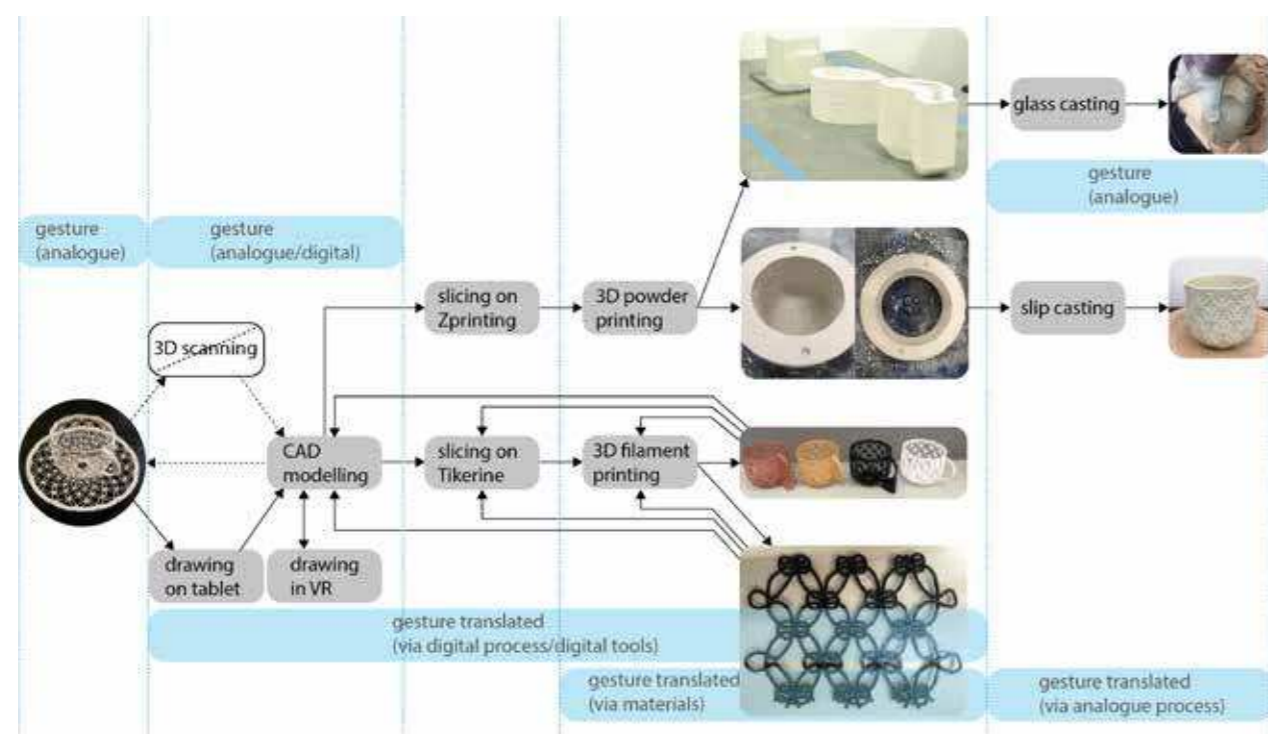 glass casting
gesture
(analogue)
gesture
(analogue)
gesture
(analogue/digital)
slicing on
Zprinting
3D powder
printing
slip casting
3D scanning
CAD
modelling
slicing on
Tikerine
3D filament
printing
drawing
on tablet
drawing
in VR
gesture translated
(via digital process/digital tools)
gesture translated
(via materials)
gesture translated
(via analogue process)